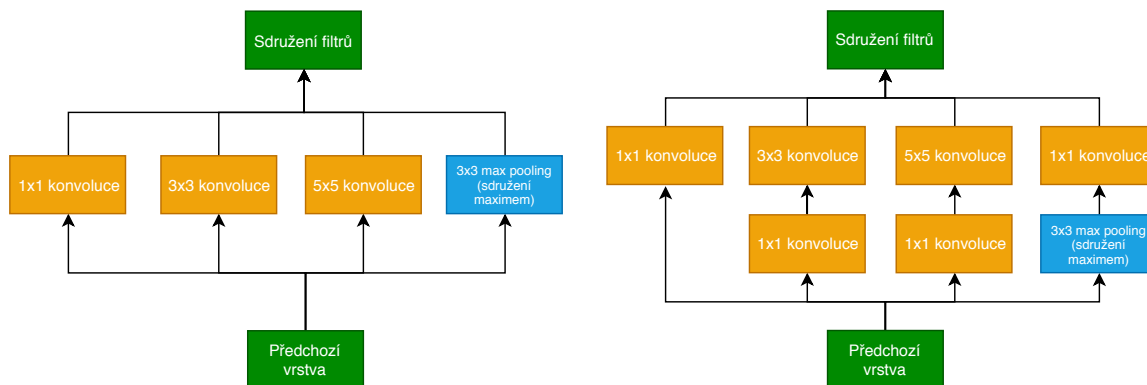 Sdružení filtrů
1x1 konvoluce
3x3 konvoluce
5x5 konvoluce
3x3 max pooling
(sdružení
maximem)
Předchozí
vrstva
Sdružení filtrů
1x1 konvoluce
3x3 konvoluce
5x5 konvoluce
1x1 konvoluce
1x1 konvoluce
1x1 konvoluce
3x3 max pooling
(sdružení
maximem)
Předchozí
vrstva